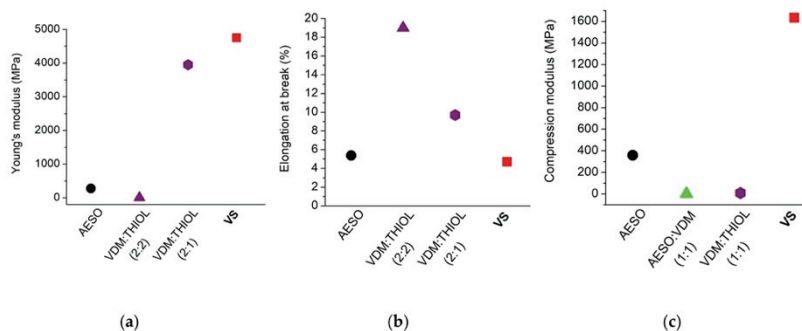 Young's modulus (MPa)
5000
4000
3000
2000
1000
0
AESO
VDM:THIOL
(2:2)
VDM:THIOL
(2:1)
VS
(a)
Elongation at break (%)
20
18
16
14
12
10
8
6
4
2
0
AESO
VDM:THIOL
(2:2)
VDM:THIOL
(2:1)
VS
(b)
Compression modulus (MPa)
1600
1400
1200
1000
800
600
400
200
0
AESO
AESO:VDM
(1:1)
VDM:THIOL
(1:1)
VS
(c)